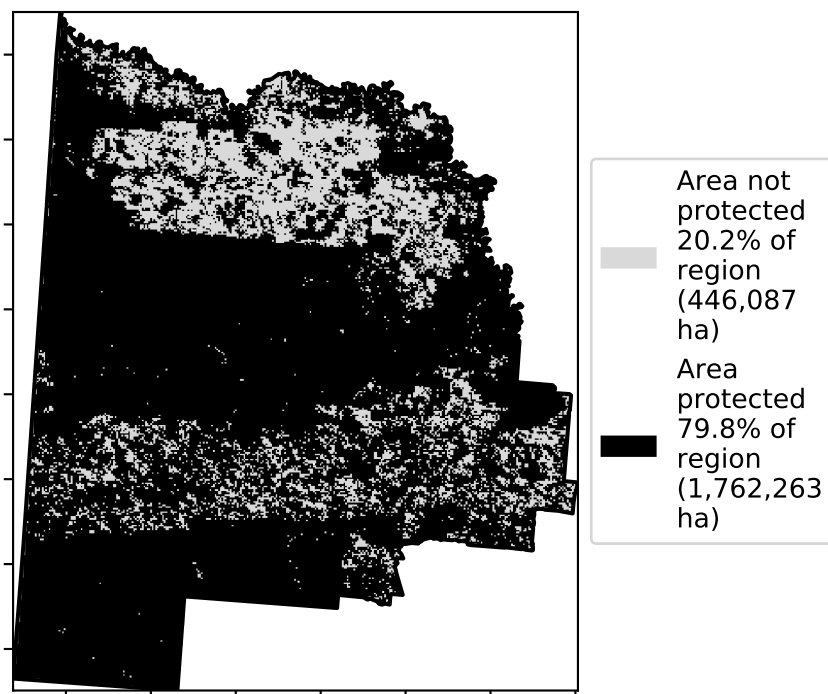 Area not
protected
20.2% of
region
(446,087
ha)
Area
protected
79.8% of
region
(1,762,263
ha)